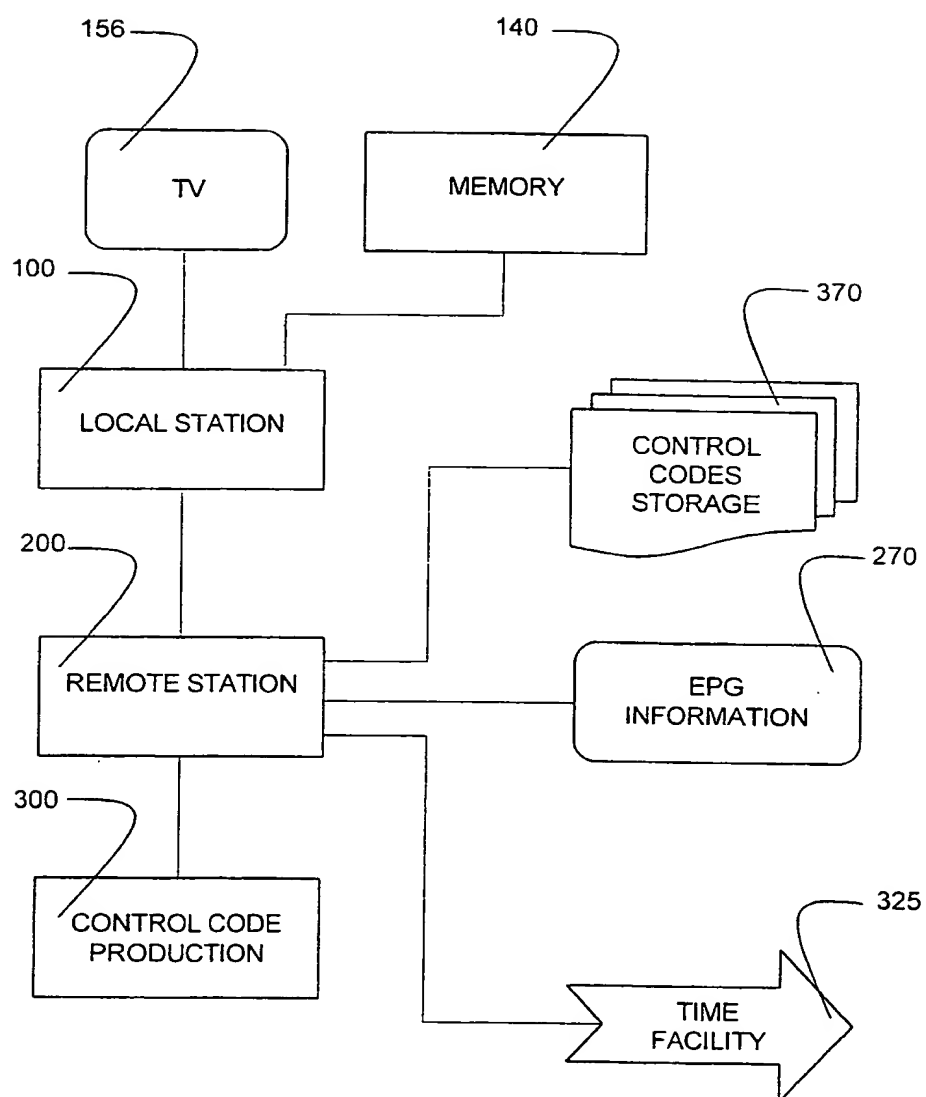 156
140
TV
MEMORY
100
370
LOCAL STATION
CONTROL
CODES
STORAGE
200
270
REMOTE STATION
EPG
INFORMATION
300
325
CONTROL CODE
PRODUCTION
TIME
FACILITY